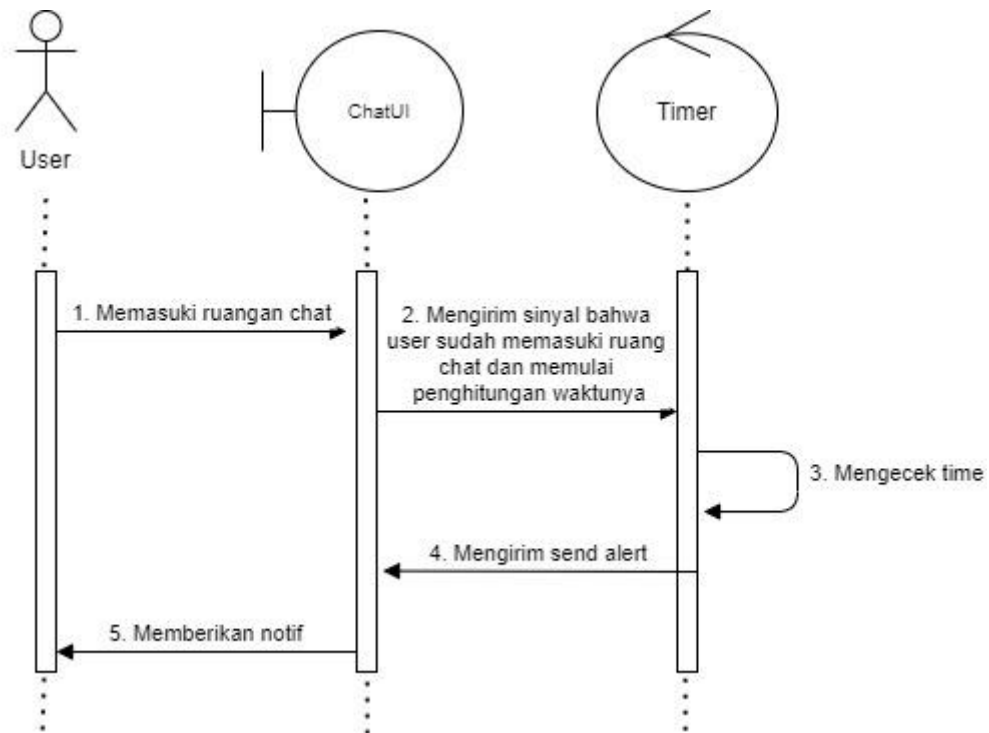 User
ChatUI
Timer
1. Memasuki ruangan chat
2. Mengirim sinyal bahwa
user sudah memasuki ruang
chat dan memulai
penghitungan waktunya
3. Mengecek time
4. Mengirim send alert
5. Memberikan notif